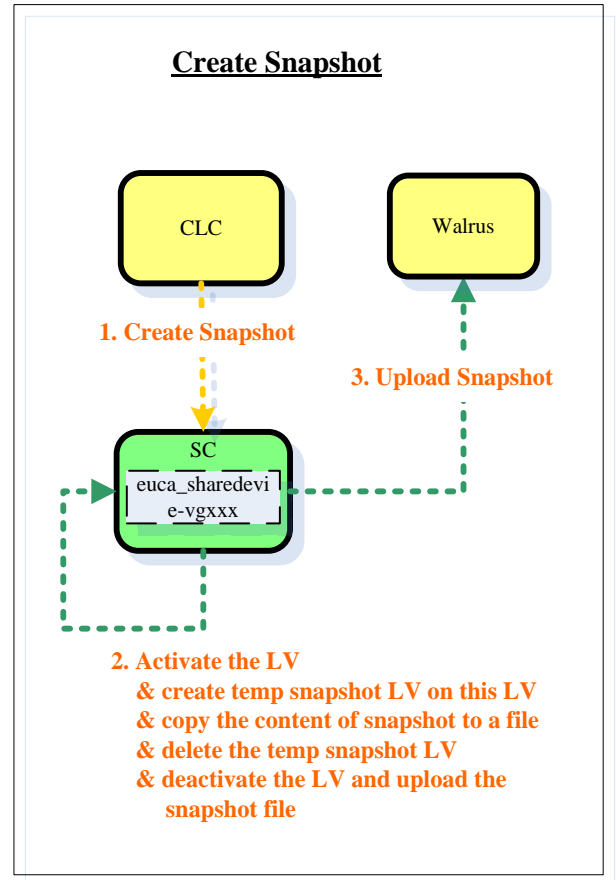 Create Snapshot
CLC
Walrus
1. Create Snapshot
3. Upload Snapshot
SC
euca_sharedevi
e-vgxxx
2. Activate the LV
& create temp snapshot LV on this LV
& copy the content of snapshot to a file
& delete the temp snapshot LV
& deactivate the LV and upload the
snapshot file